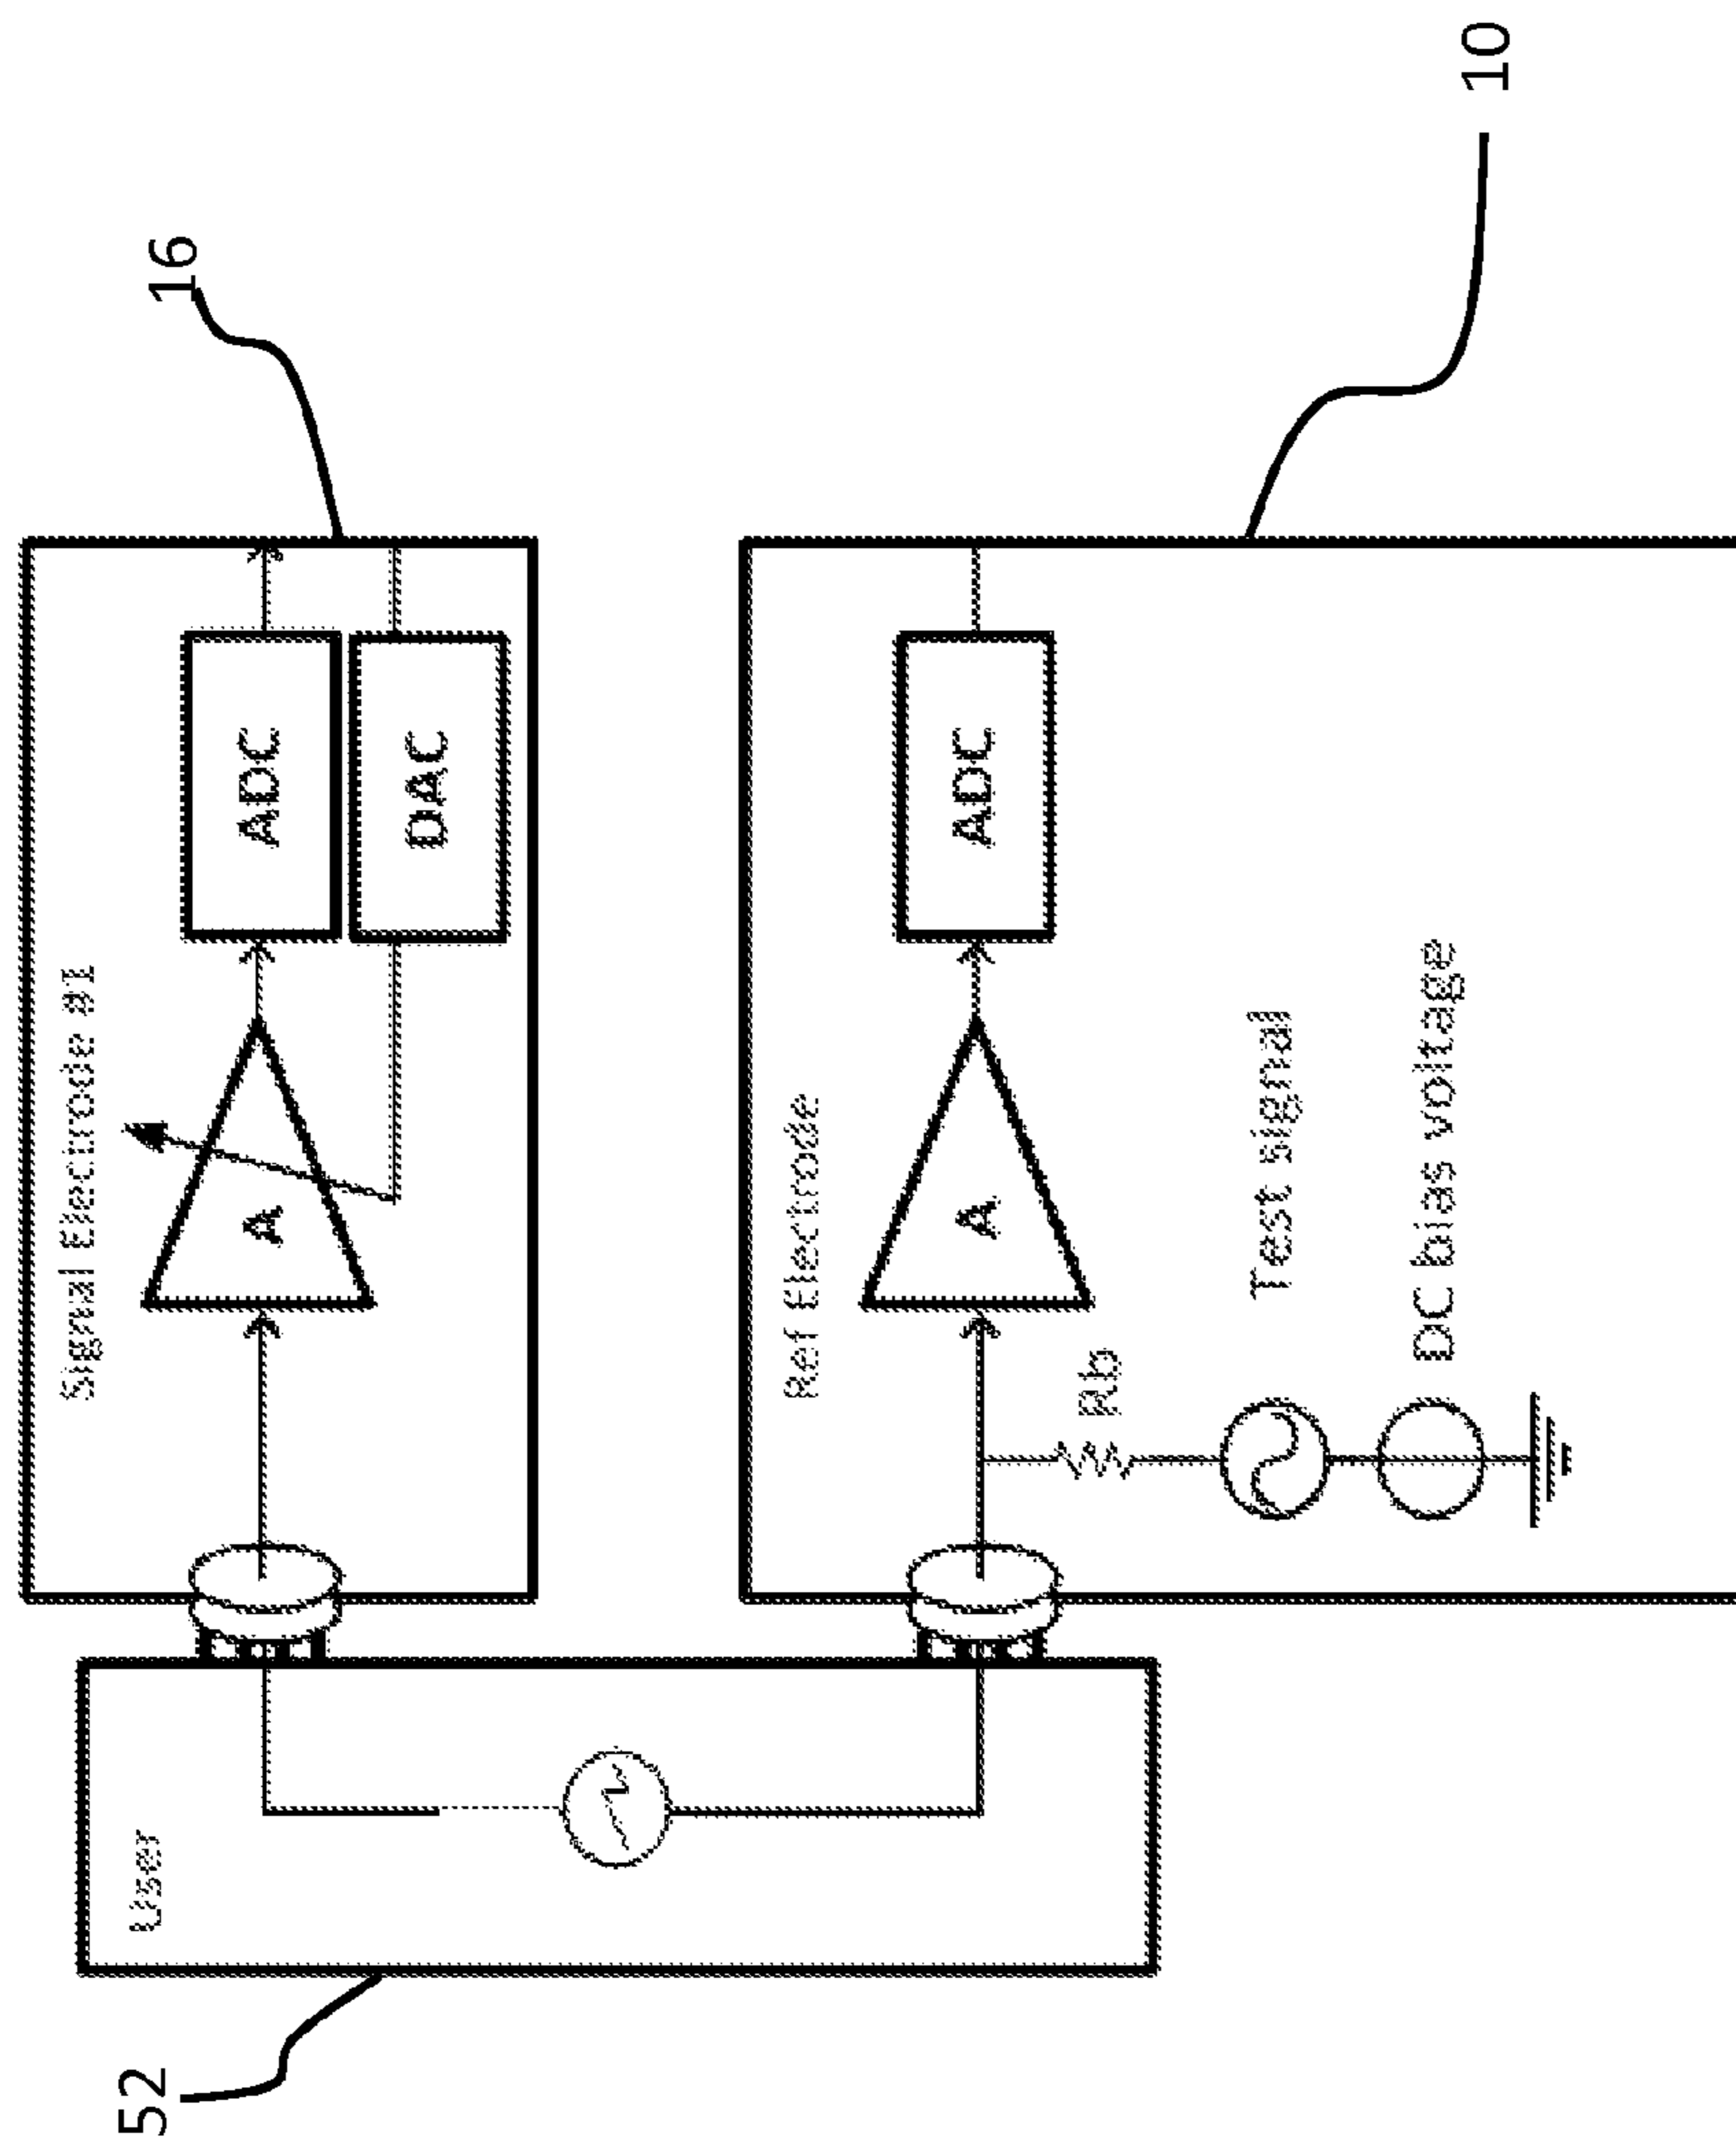 16
10
Signal Electrode #1
A
ADC
DAC
Ref Electrode
A
ADC
Rb
Test signal
DC bias voltage
User
52